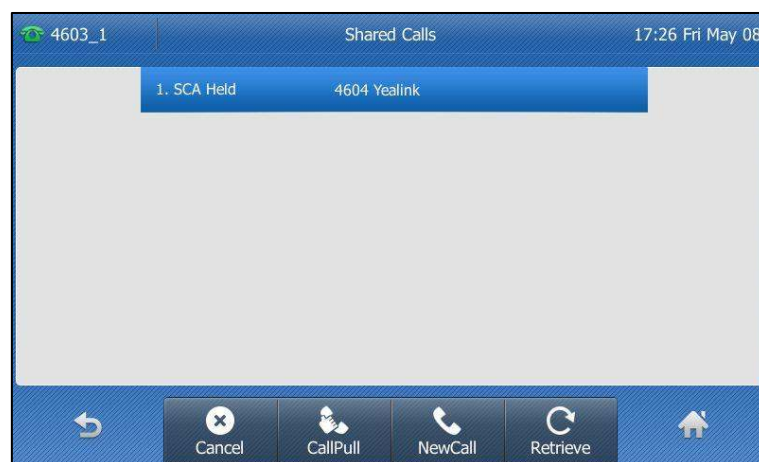 4603_1 Shared Calls 17:26 Fri May 08
1. SCA Held 4604 Yealink
Cancel CallPull NewCall Retrieve